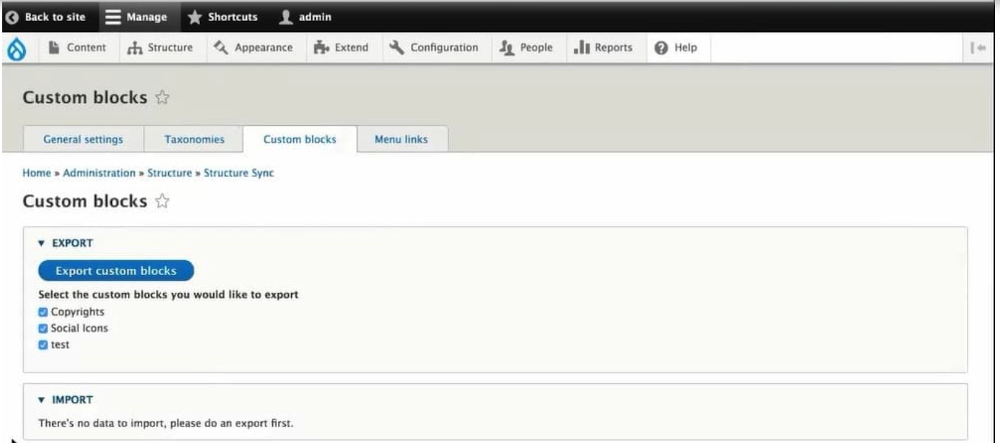 Back to site Manage Shortcuts admin
Content Structure Appearance Extend Configuration People Reports Help
Custom blocks
General settings Taxonomies Custom blocks Menu links
Home » Administration » Structure » Structure Sync
Custom blocks
▼ EXPORT
Export custom blocks
Select the custom blocks you would like to export
Copyrights
Social Icons
test
▼ IMPORT
There's no data to import, please do an export first.